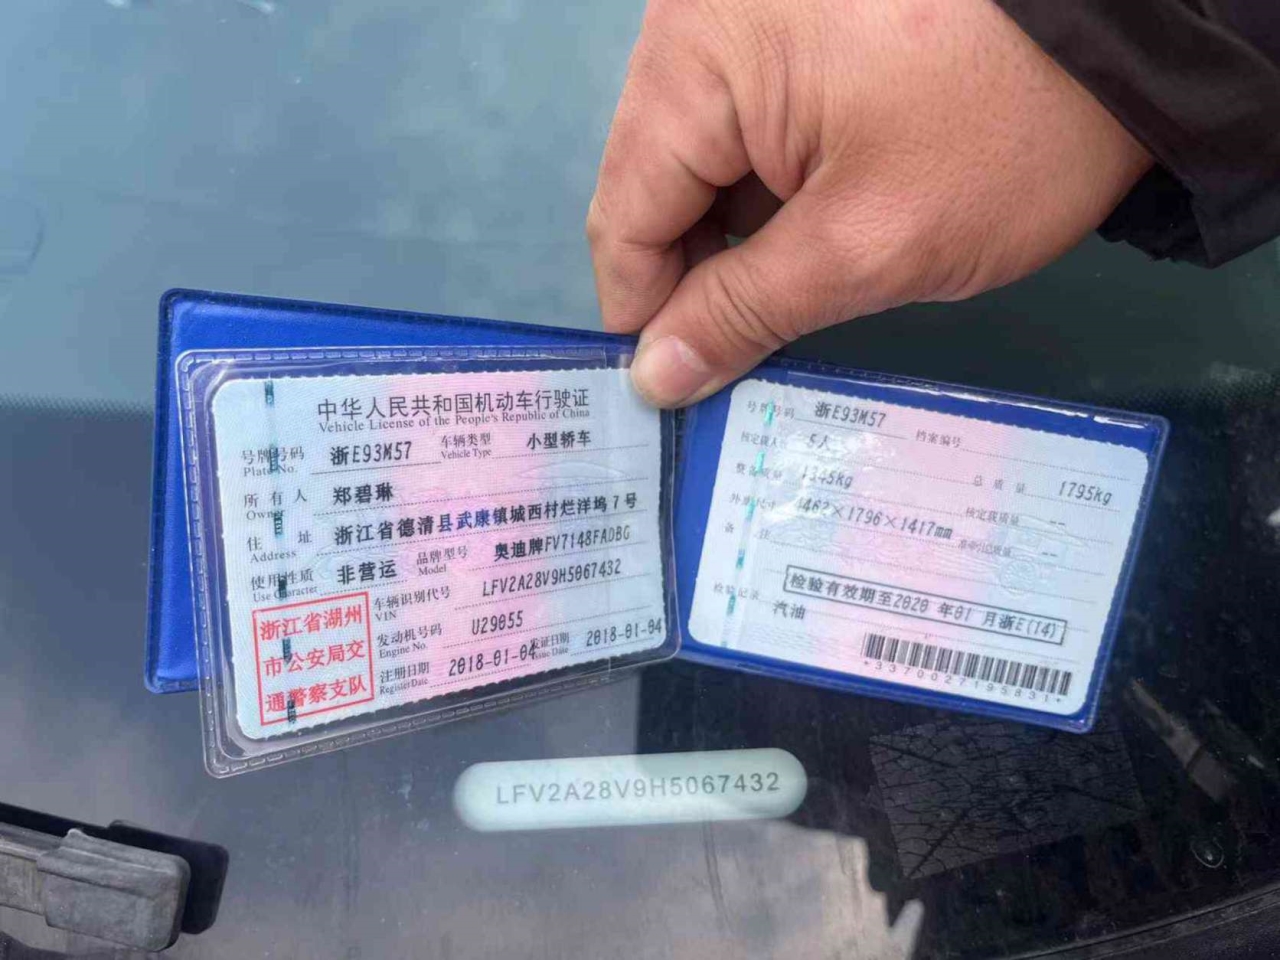 中华人民共和国机动车行驶证
Vehicle License of the People's Republic of China
号牌号码 浙E93M57 车辆类型 小型轿车
Plate No. Vehicle Type
所有人 郑碧琳
Owner
住址 浙江省德清县武康镇城西村烂洋坞7号
Address
使用性质 非营运 品牌型号 奥迪牌FV7148FADBG
Use Character Model
浙江省湖州
市公安局交
通警察支队
车辆识别代号 LFV2A28V9H5067432
VIN
发动机号码 U29055
Engine No.
注册日期 2018-01-04 发证日期 2018-01-04
Register Date Issue Date
号牌号码 浙E93M57 档案编号
核定载人数 5人 总质量 1795kg
整备质量 1345kg 核定载质量 --
外廓尺寸 4462×1796×1417mm 准牵引总质量 --
备注
检验有效期至2020年01月浙E(14)
检验记录 汽油
*3370027195831*
LFV2A28V9H5067432